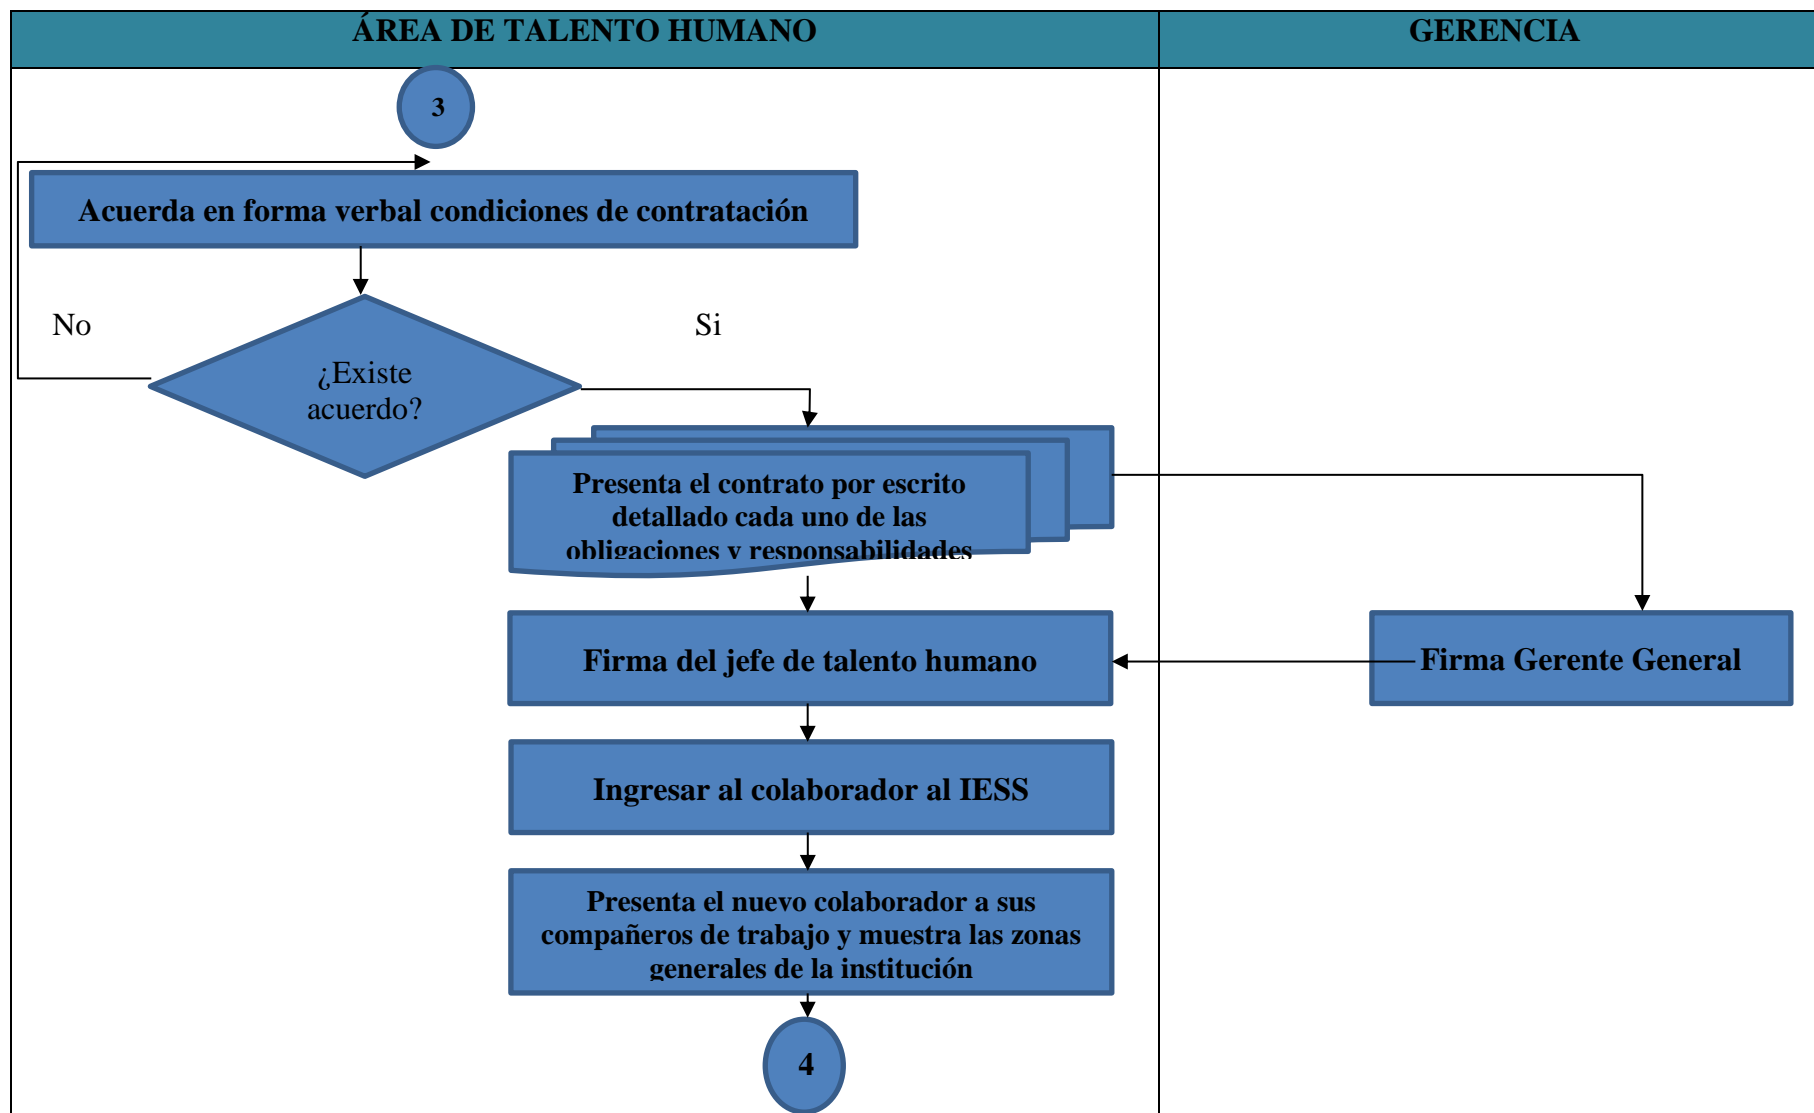 ÁREA DE TALENTO HUMANO
GERENCIA
3
Acuerda en forma verbal condiciones de contratación
No
Si
¿Existe
acuerdo?
Presenta el contrato por escrito
detallado cada uno de las
obligaciones y responsabilidades
Firma del jefe de talento humano
Firma Gerente General
Ingresar al colaborador al IESS
Presenta el nuevo colaborador a sus
compañeros de trabajo y muestra las zonas
generales de la institución
4